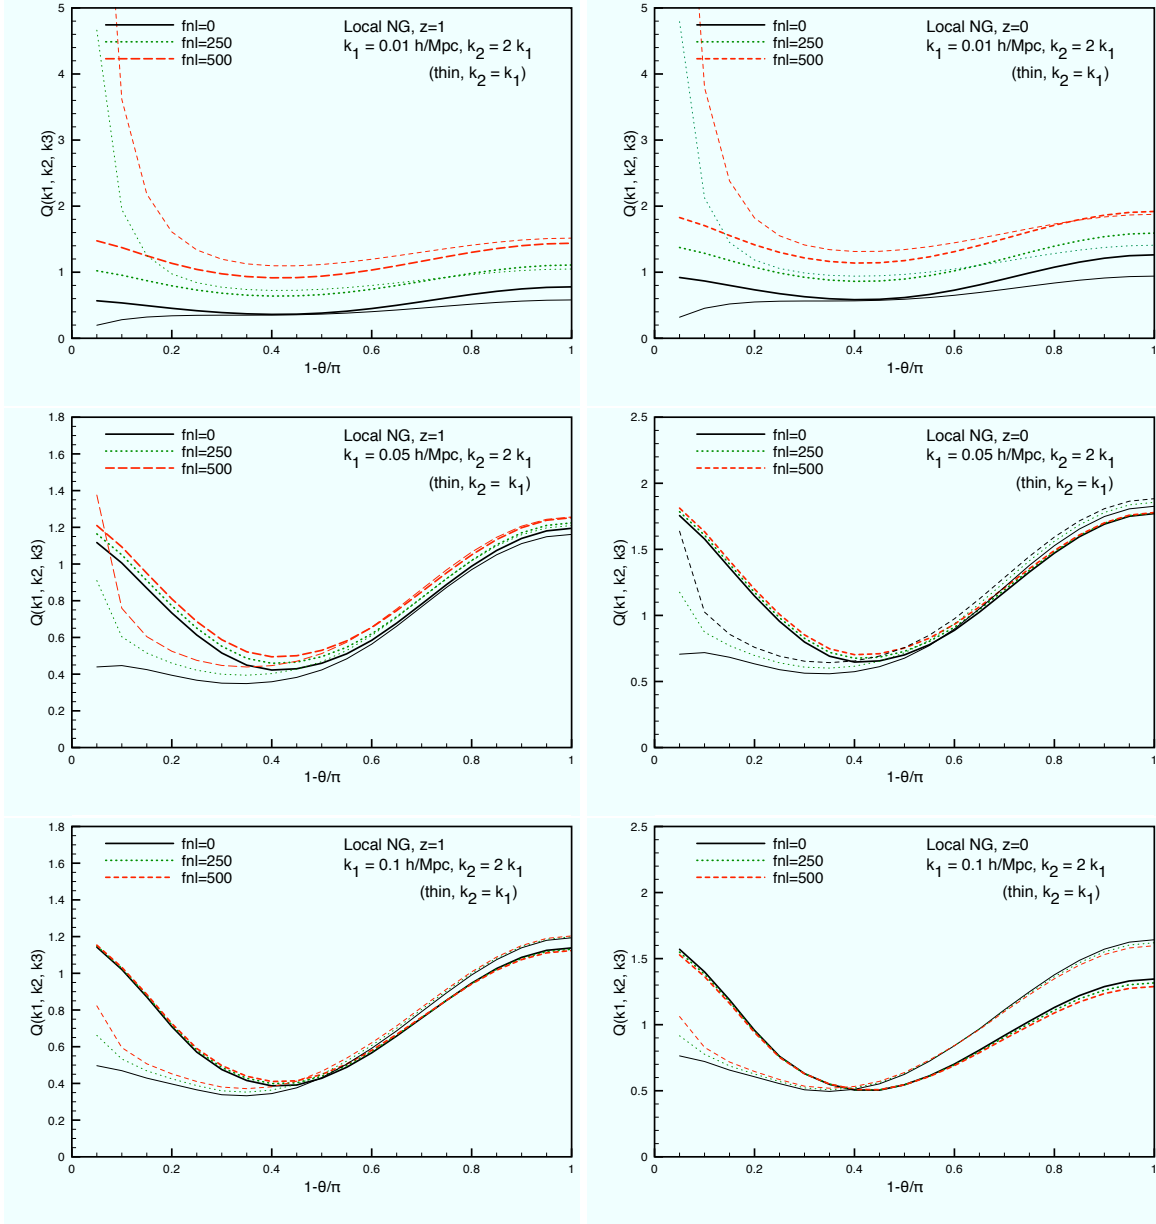 fnl=0
fnl=250
fnl=500
Local NG, z=1
k1 = 0.01 h/Mpc, k2 = 2 k1
(thin, k2 = k1)
Q(k1, k2, k3)
5
4
3
2
1
0
0 0.2 0.4 0.6 0.8 1
1-θ/π
fnl=0
fnl=250
fnl=500
Local NG, z=0
k1 = 0.01 h/Mpc, k2 = 2 k1
(thin, k2 = k1)
Q(k1, k2, k3)
5
4
3
2
1
0
0 0.2 0.4 0.6 0.8 1
1-θ/π
fnl=0
fnl=250
fnl=500
Local NG, z=1
k1 = 0.05 h/Mpc, k2 = 2 k1
(thin, k2 = k1)
Q(k1, k2, k3)
1.8
1.6
1.4
1.2
1
0.8
0.6
0.4
0.2
0
0 0.2 0.4 0.6 0.8 1
1-θ/π
fnl=0
fnl=250
fnl=500
Local NG, z=0
k1 = 0.05 h/Mpc, k2 = 2 k1
(thin, k2 = k1)
Q(k1, k2, k3)
2.5
2
1.5
1
0.5
0
0 0.2 0.4 0.6 0.8 1
1-θ/π
fnl=0
fnl=250
fnl=500
Local NG, z=1
k1 = 0.1 h/Mpc, k2 = 2 k1
(thin, k2 = k1)
Q(k1, k2, k3)
1.8
1.6
1.4
1.2
1
0.8
0.6
0.4
0.2
0
0 0.2 0.4 0.6 0.8 1
1-θ/π
fnl=0
fnl=250
fnl=500
Local NG, z=0
k1 = 0.1 h/Mpc, k2 = 2 k1
(thin, k2 = k1)
Q(k1, k2, k3)
2.5
2
1.5
1
0.5
0
0 0.2 0.4 0.6 0.8 1
1-θ/π